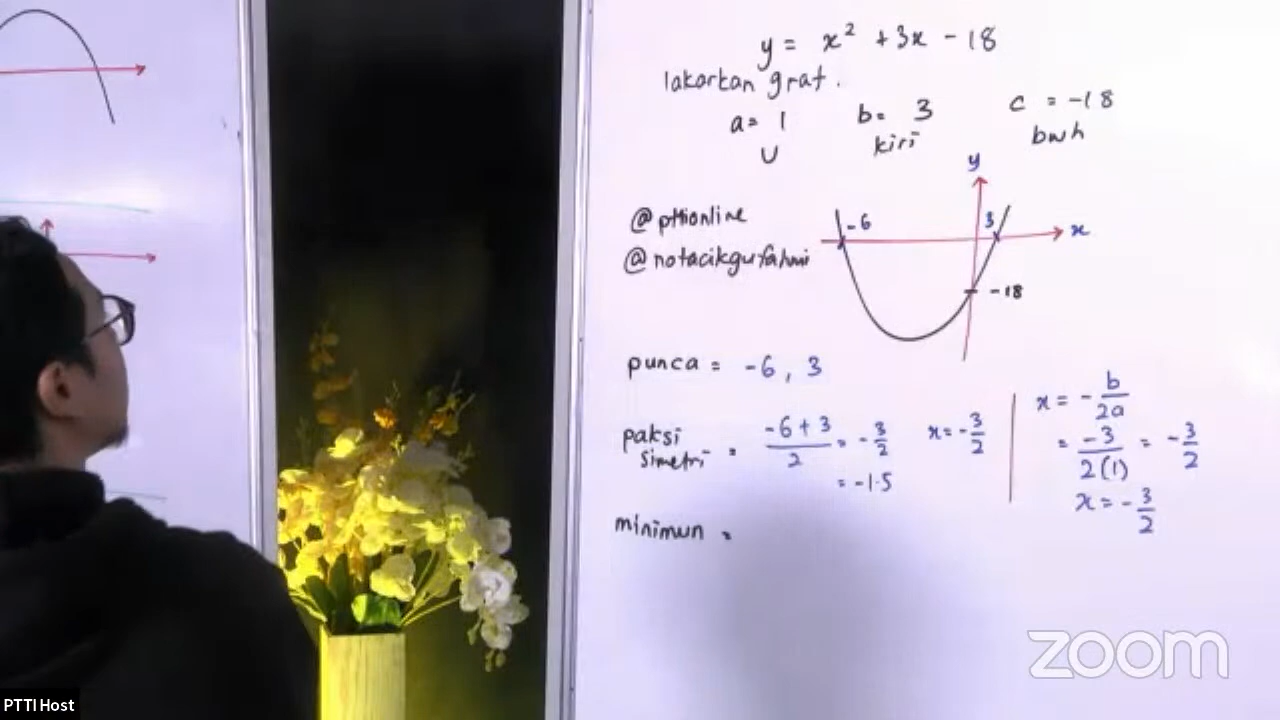 y = x² + 3x - 18
lakarkan graf.
a = 1 b = 3 c = -18
U kiri bwh
y
-6 3 x
-18
@pttionline
@notacikgufahmi
punca = -6, 3
paksi simetri = (-6 + 3)/2 = -3/2 x = -3/2
= -1.5
x = -b/2a
= -3/2(1) = -3/2
x = -3/2
minimun =
zoom
PTTI Host